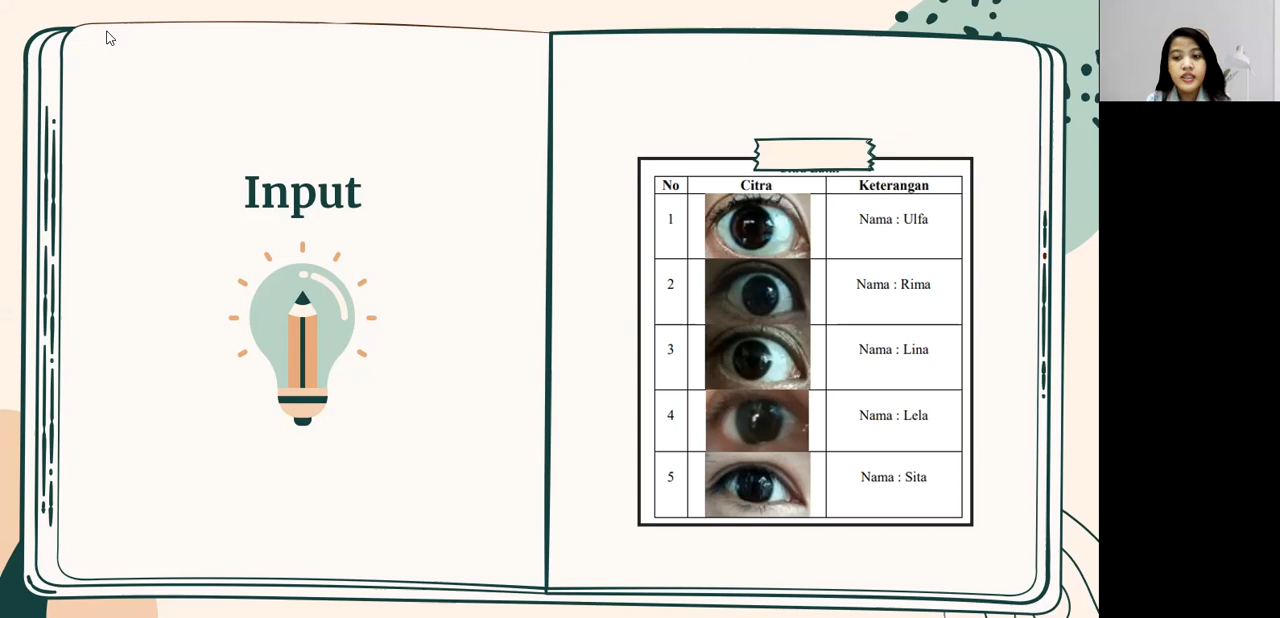 Input
No Citra Keterangan
1 Nama : Ulfa
2 Nama : Rima
3 Nama : Lina
4 Nama : Lela
5 Nama : Sita